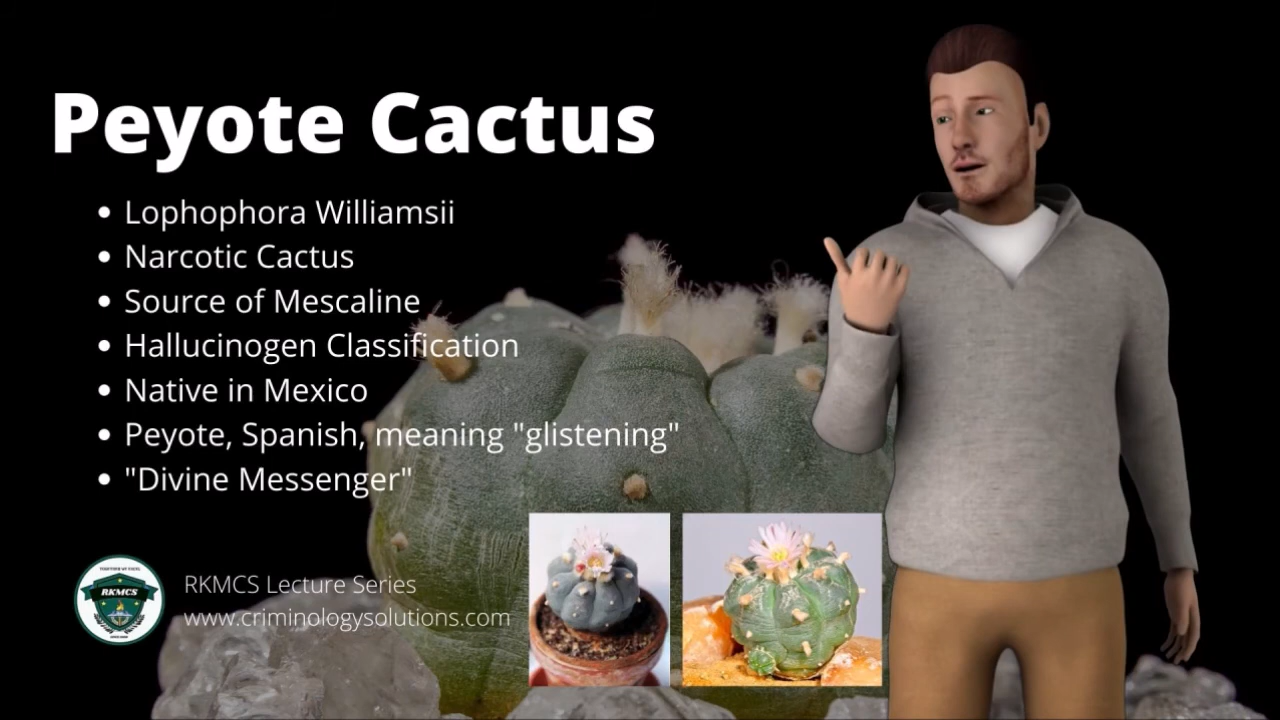 Peyote Cactus
Lophophora Williamsii
Narcotic Cactus
Source of Mescaline
Hallucinogen Classification
Native in Mexico
Peyote, Spanish, meaning "glistening"
"Divine Messenger"
RKMCS
RKMCS Lecture Series
www.criminologysolutions.com